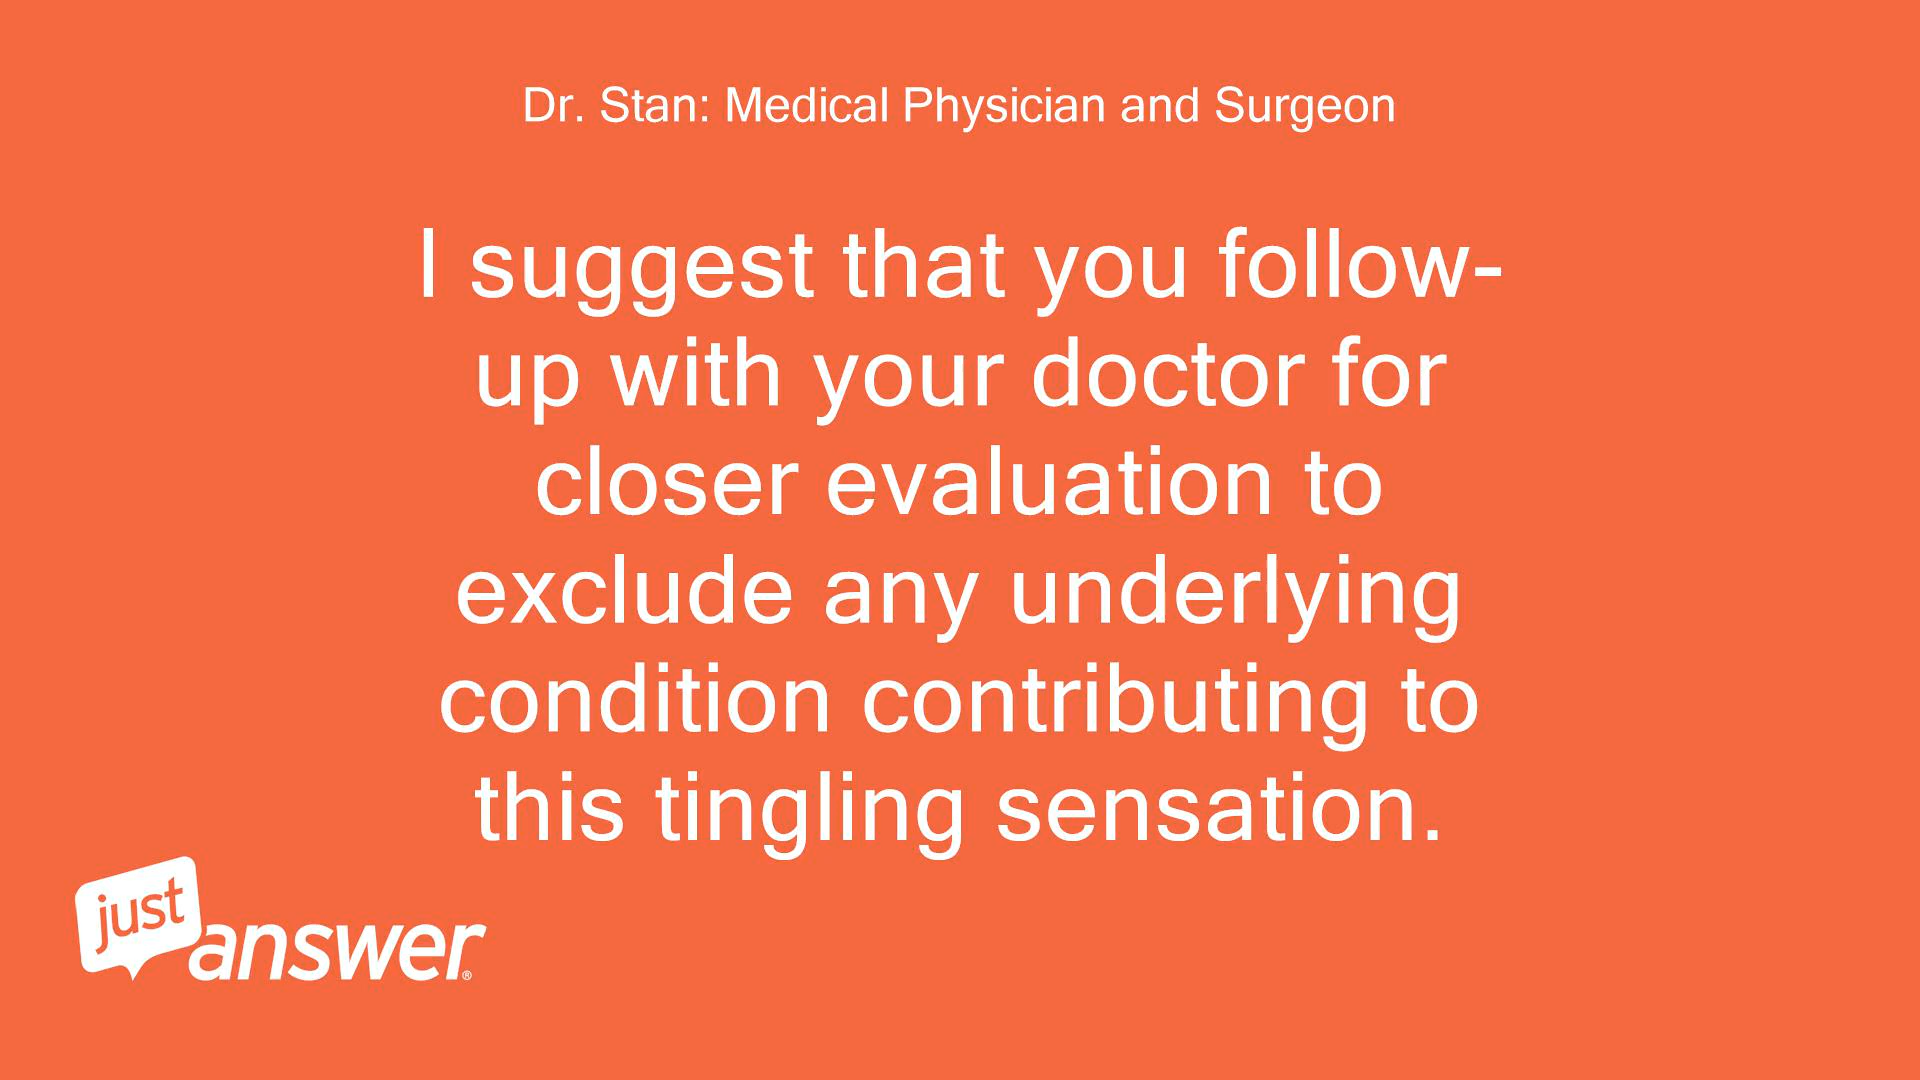 Dr. Stan: Medical Physician and Surgeon
I suggest that you follow-
up with your doctor for
closer evaluation to
exclude any underlying
condition contributing to
this tingling sensation.
just
answer®